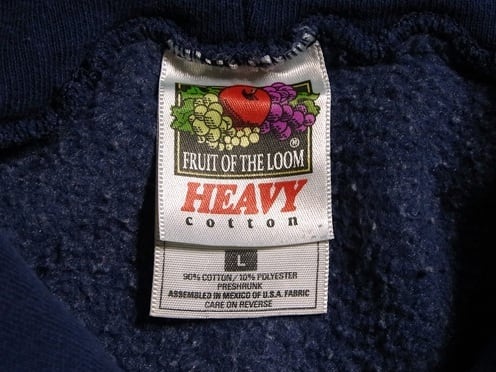 FRUIT OF THE LOOM
®
HEAVY
cotton
L
90% COTTON/10% POLYESTER
PRESHRUNK
ASSEMBLED IN MEXICO OF U.S.A. FABRIC
CARE ON REVERSE